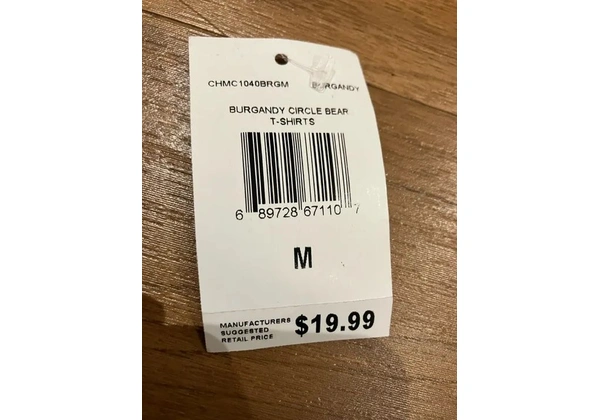 CHMC1040BRGM BURGANDY
BURGANDY CIRCLE BEAR
T-SHIRTS
6 89728 67110 7
M
MANUFACTURERS
SUGGESTED
RETAIL PRICE
$19.99